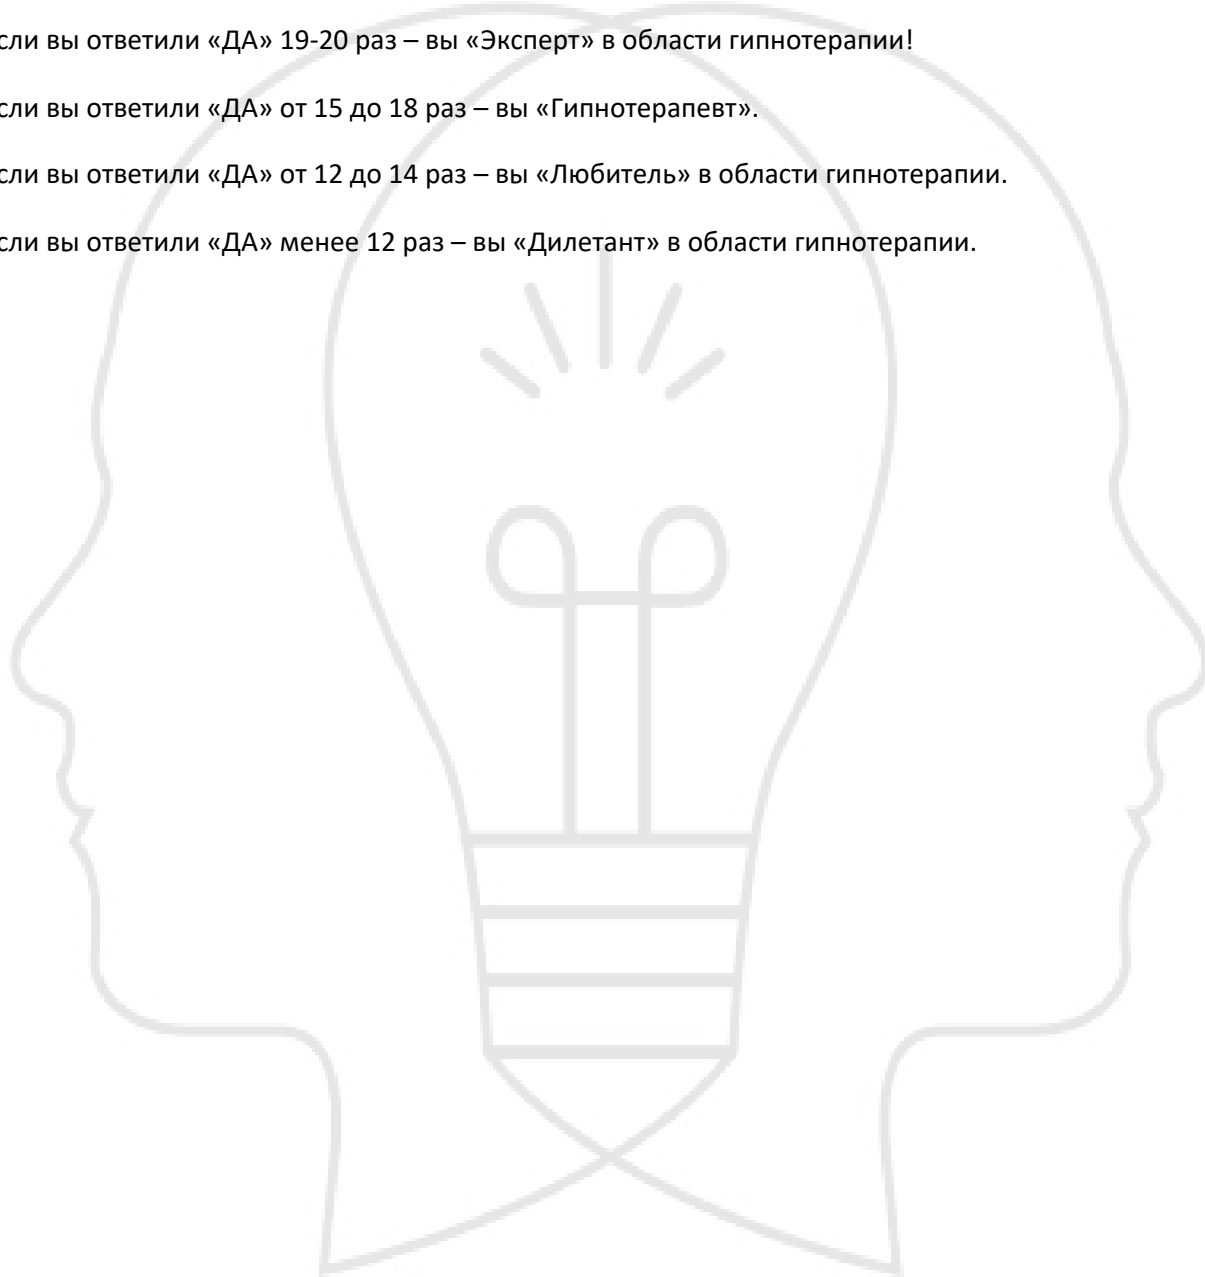 сли вы ответили «ДА» 19-20 раз – вы «Эксперт» в области гипнотерапии!
сли вы ответили «ДА» от 15 до 18 раз – вы «Гипнотерапевт».
сли вы ответили «ДА» от 12 до 14 раз – вы «Любитель» в области гипнотерапии.
сли вы ответили «ДА» менее 12 раз – вы «Дилетант» в области гипнотерапии.